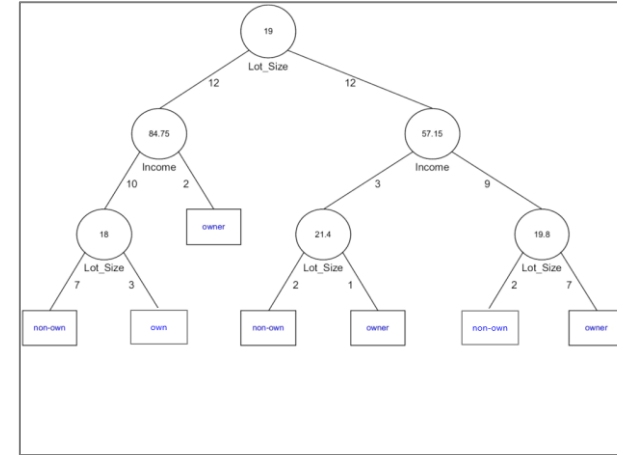 19
Lot_Size
12 12
84.75 57.15
Income Income
10 2 3 9
owner
18 21.4 19.8
Lot_Size Lot_Size Lot_Size
7 3 2 1 2 7
non-own own non-own owner non-own owner